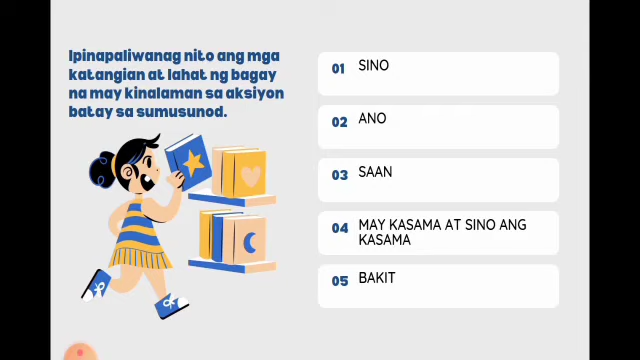 Ipinapaliwanag nito ang mga
katangian at lahat ng bagay
na may kinalaman sa aksiyon
batay sa sumusunod.
01 SINO
02 ANO
03 SAAN
04 MAY KASAMA AT SINO ANG
KASAMA
05 BAKIT